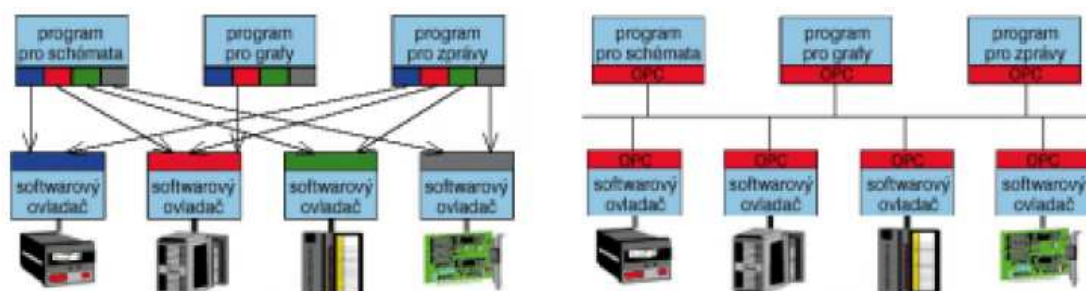 program
pro schémata
program
pro grafy
program
pro zprávy
softwarový
ovladač
softwarový
ovladač
softwarový
ovladač
softwarový
ovladač
program
pro schémata
OPC
program
pro grafy
OPC
program
pro zprávy
OPC
OPC
softwarový
ovladač
OPC
softwarový
ovladač
OPC
softwarový
ovladač
OPC
softwarový
ovladač